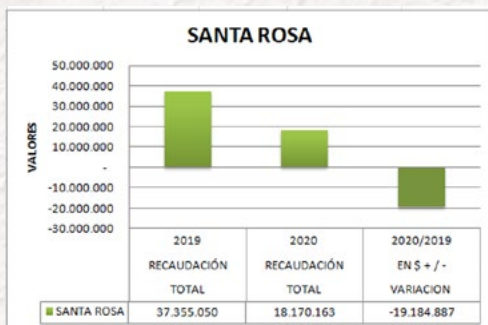 SANTA ROSA
50.000.000
40.000.000
30.000.000
20.000.000
10.000.000
-
-10.000.000
-20.000.000
-30.000.000
VALORES
2019 2020 2020/2019
RECAUDACIÓN RECAUDACIÓN EN $ + / -
TOTAL TOTAL VARIACION
SANTA ROSA 37.355.050 18.170.163 -19.184.887